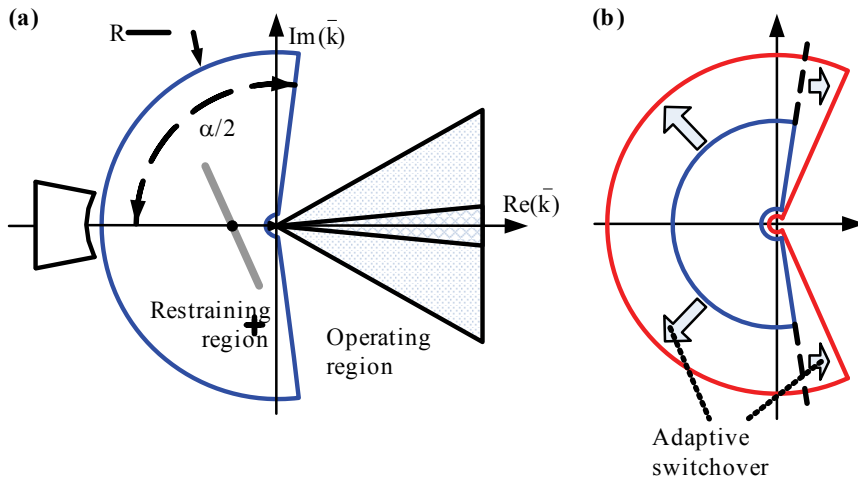 (a)
R
Im(k̄)
α/2
Re(k̄)
Restraining
region
Operating
region
(b)
Adaptive
switchover